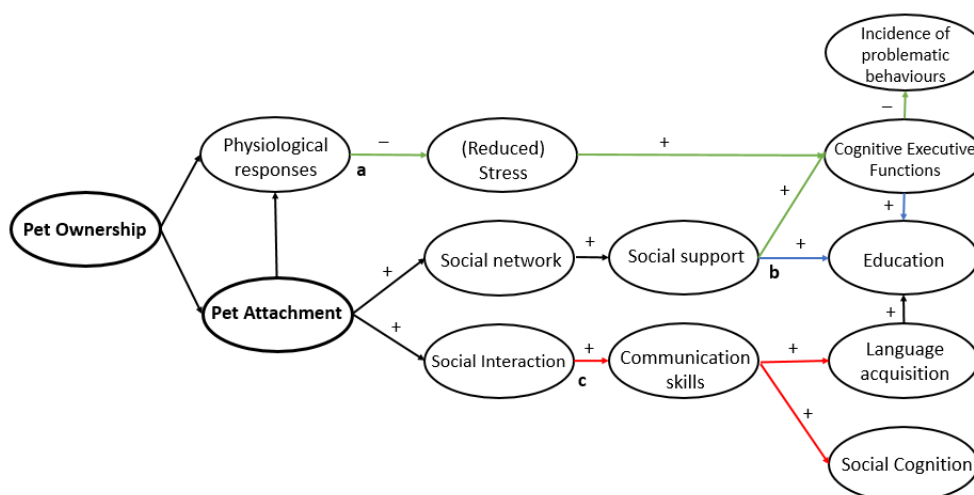 Incidence of
problematic
behaviours
−
Physiological
responses
−
a
(Reduced)
Stress
+
Cognitive Executive
Functions
+
+
Pet Ownership
+
Social network
+
Social support
+
b
Education
Pet Attachment
+
+
Social Interaction
+
c
Communication
skills
+
Language
acquisition
+
Social Cognition